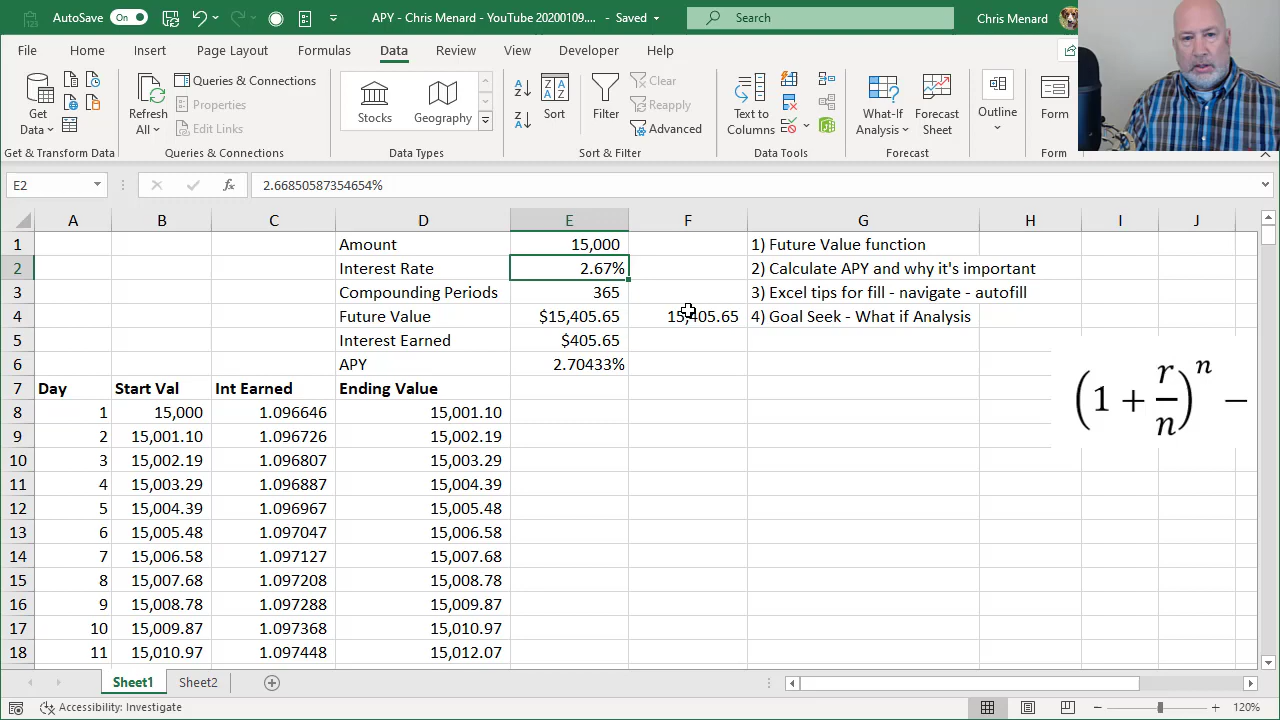 AutoSave On APY - Chris Menard - YouTube 20200109.... - Saved Search Chris Menard
File Home Insert Page Layout Formulas Data Review View Developer Help
Get Data Refresh All Queries & Connections Properties Edit Links Stocks Geography Sort Filter Clear Reapply Advanced Text to Columns What-If Analysis Forecast Sheet Outline Form
Get & Transform Data Queries & Connections Data Types Sort & Filter Data Tools Forecast Form
E2 fx 2.66850587354654%
A B C D E F G H I J
1 Amount 15,000 1) Future Value function
2 Interest Rate 2.67% 2) Calculate APY and why it's important
3 Compounding Periods 365 3) Excel tips for fill - navigate - autofill
4 Future Value $15,405.65 15,405.65 4) Goal Seek - What if Analysis
5 Interest Earned $405.65
6 APY 2.70433%
7 Day Start Val Int Earned Ending Value
8 1 15,000 1.096646 15,001.10
9 2 15,001.10 1.096726 15,002.19
10 3 15,002.19 1.096807 15,003.29
11 4 15,003.29 1.096887 15,004.39
12 5 15,004.39 1.096967 15,005.48
13 6 15,005.48 1.097047 15,006.58
14 7 15,006.58 1.097127 15,007.68
15 8 15,007.68 1.097208 15,008.78
16 9 15,008.78 1.097288 15,009.87
17 10 15,009.87 1.097368 15,010.97
18 11 15,010.97 1.097448 15,012.07
(1 + r/n)^n −
Sheet1 Sheet2
Accessibility: Investigate 120%